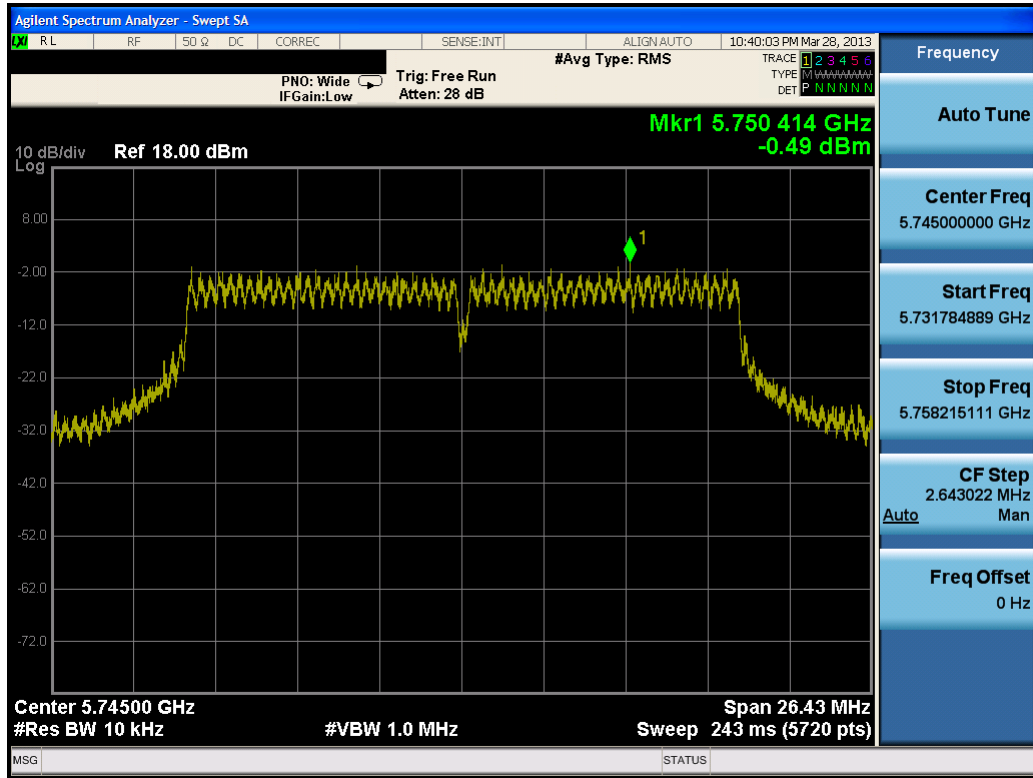 Agilent Spectrum Analyzer - Swept SA
LXI RL RF 50 Ω DC CORREC SENSE:INT ALIGN AUTO 10:40:03 PM Mar 28, 2013
Frequency
#Avg Type: RMS
TRACE 1 2 3 4 5 6
PNO: Wide Trig: Free Run
TYPE MWWWWW
IFGain:Low Atten: 28 dB
DET P N N N N N
Mkr1 5.750 414 GHz
-0.49 dBm
10 dB/div Ref 18.00 dBm
Log
1
8.00
-2.00
-12.0
-22.0
-32.0
-42.0
-52.0
-62.0
-72.0
Center 5.74500 GHz Span 26.43 MHz
#Res BW 10 kHz #VBW 1.0 MHz Sweep 243 ms (5720 pts)
Auto Tune
Center Freq
5.745000000 GHz
Start Freq
5.731784889 GHz
Stop Freq
5.758215111 GHz
CF Step
2.643022 MHz
Auto Man
Freq Offset
0 Hz
MSG STATUS